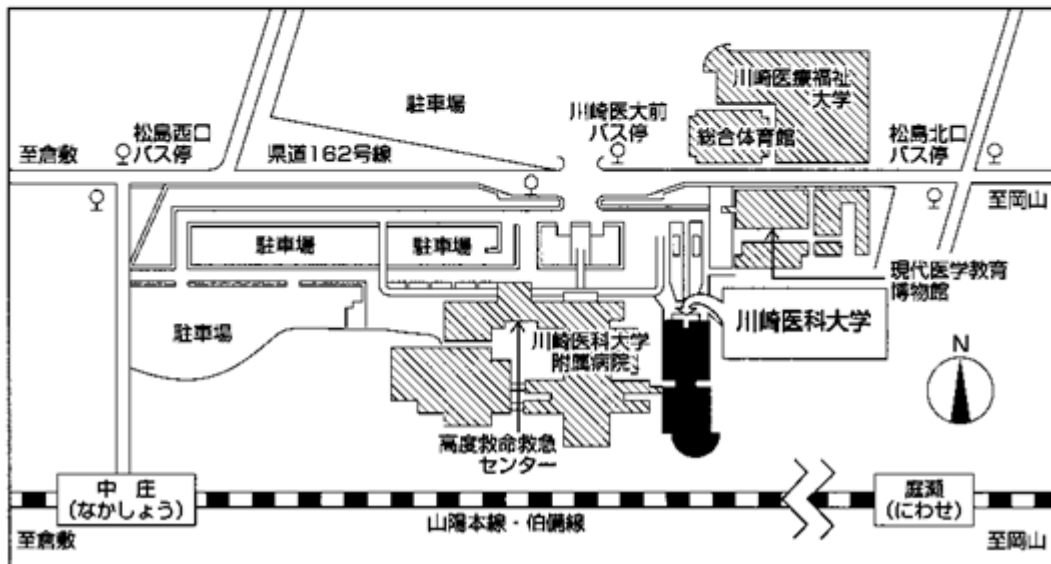 川崎医療福祉
大学
駐車場
川崎医大前
バス停
総合体育館
松島西口
バス停
松島北口
バス停
至倉敷
県道162号線
至岡山
駐車場
駐車場
現代医学教育
博物館
川崎医科大学
駐車場
川崎医科大学
附属病院
N
高度救命救急
センター
中 庄
(なかしょう)
庭瀬
(にわせ)
山陽本線・伯備線
至倉敷
至岡山